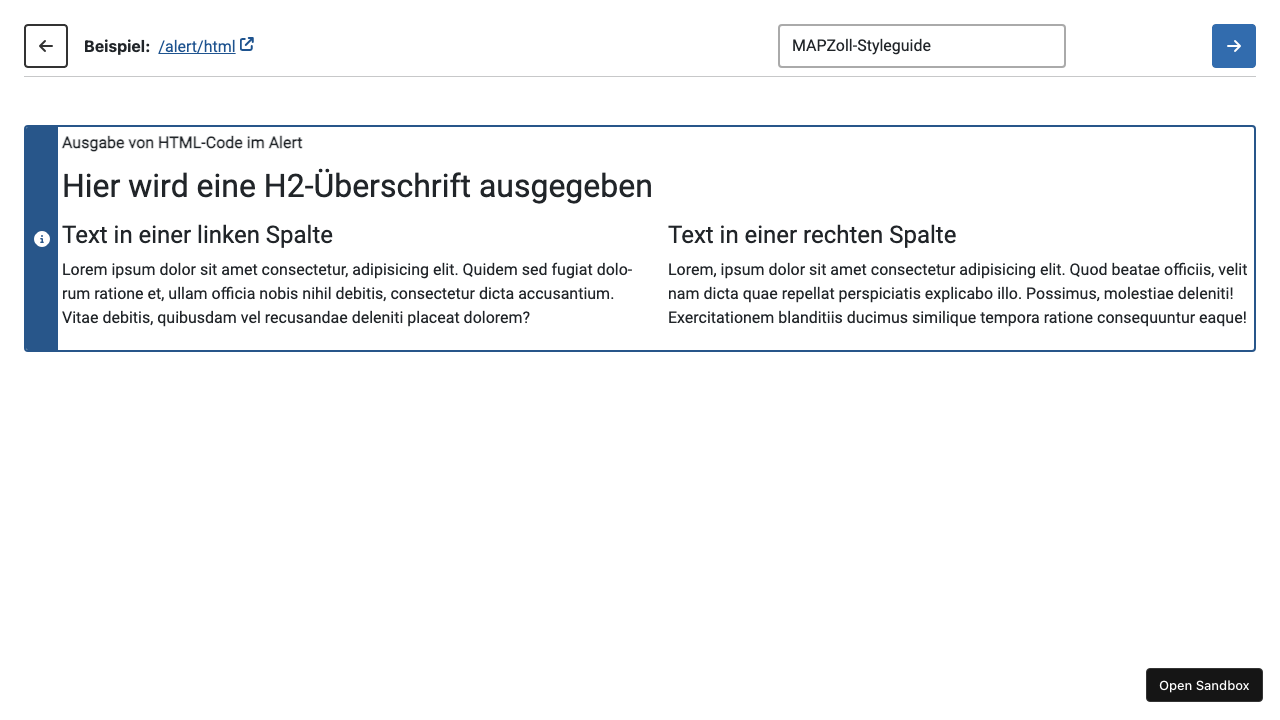 Beispiel: /alert/html
MAPZoll-Styleguide
Ausgabe von HTML-Code im Alert
Hier wird eine H2-Überschrift ausgegeben
Text in einer linken Spalte
Lorem ipsum dolor sit amet consectetur, adipisicing elit. Quidem sed fugiat dolo-
rum ratione et, ullam officia nobis nihil debitis, consectetur dicta accusantium.
Vitae debitis, quibusdam vel recusandae deleniti placeat dolorem?
Text in einer rechten Spalte
Lorem, ipsum dolor sit amet consectetur adipisicing elit. Quod beatae officiis, velit
nam dicta quae repellat perspiciatis explicabo illo. Possimus, molestiae deleniti!
Exercitationem blanditiis ducimus similique tempora ratione consequuntur eaque!
Open Sandbox